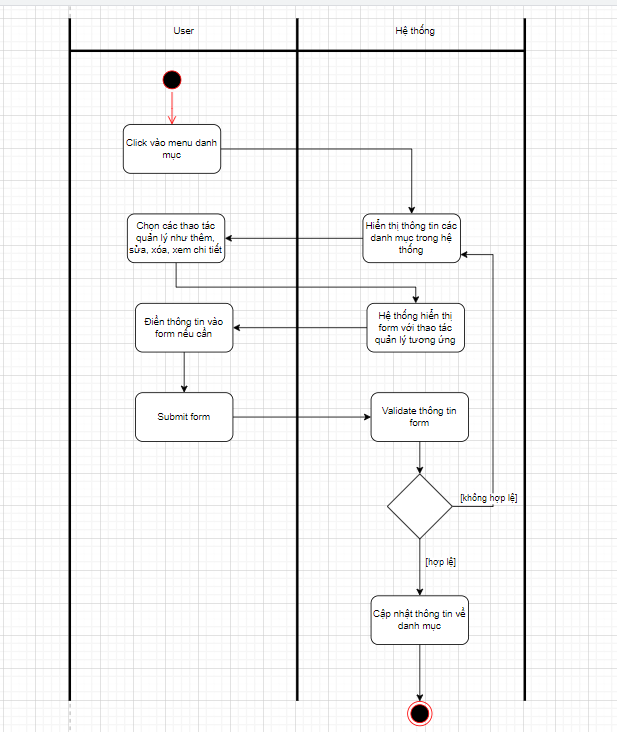 User
Hệ thống
Click vào menu danh
mục
Hiển thị thông tin các
danh mục trong hệ
thống
Chọn các thao tác
quản lý như thêm,
sửa, xóa, xem chi tiết
Hệ thống hiển thị
form với thao tác
quản lý tương ứng
Điền thông tin vào
form nếu cần
Submit form
Validate thông tin
form
[không hợp lệ]
[hợp lệ]
Cập nhật thông tin về
danh mục